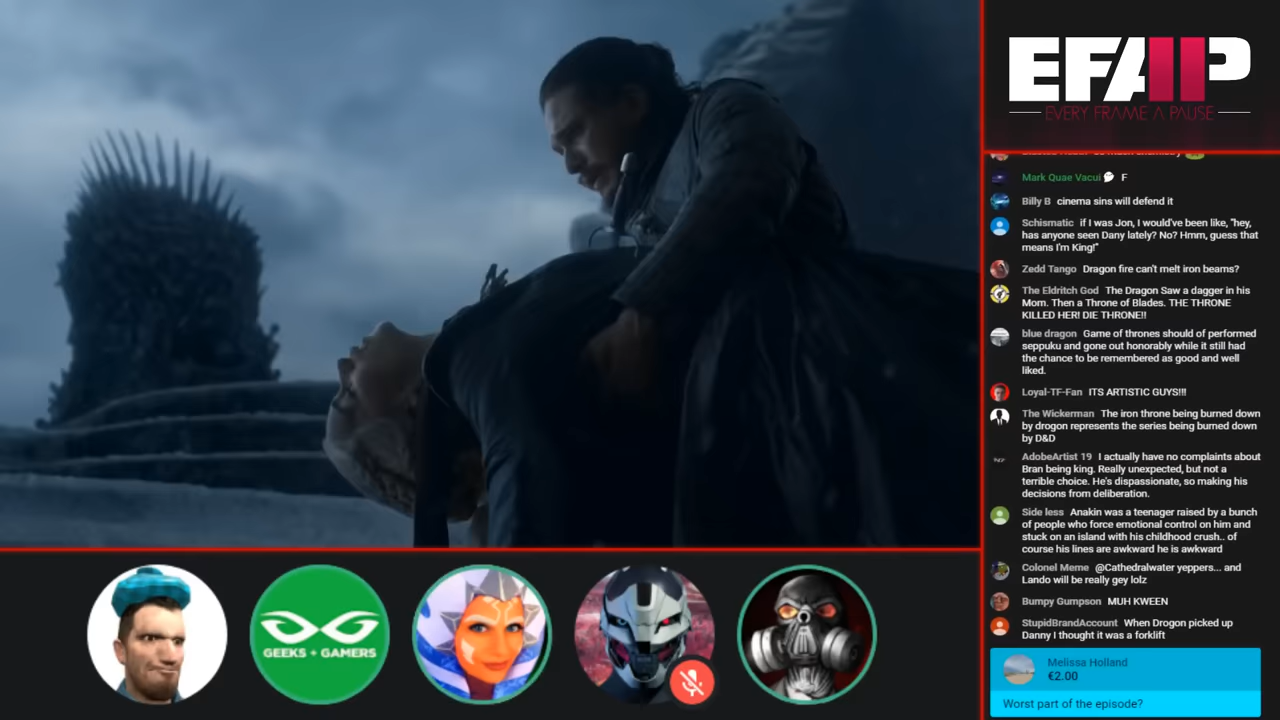 EFAP
EVERY FRAME A PAUSE
Mark Quae Vacui F
Billy B cinema sins will defend it
Schismatic if I was Jon, I would've been like, "hey,
has anyone seen Dany lately? No? Hmm, guess that
means I'm King!"
Zedd Tango Dragon fire can't melt iron beams?
The Eldritch God The Dragon Saw a dagger in his
Mom. Then a Throne of Blades. THE THRONE
KILLED HER! DIE THRONE!!
blue dragon Game of thrones should of performed
seppuku and gone out honorably while it still had
the chance to be remembered as good and well
liked.
Loyal-TF-Fan ITS ARTISTIC GUYS!!!
The Wickerman The iron throne being burned down
by drogon represents the series being burned down
by D&D
AdobeArtist 19 I actually have no complaints about
Bran being king. Really unexpected, but not a
terrible choice. He's dispassionate, so making his
decisions from deliberation.
Side less Anakin was a teenager raised by a bunch
of people who force emotional control on him and
stuck on an island with his childhood crush.. of
course his lines are awkward he is awkward
Colonel Meme @Cathedralwater yeppers... and
Lando will be really gey lolz
Bumpy Gumpson MUH KWEEN
StupidBrandAccount When Drogon picked up
Danny I thought it was a forklift
Melissa Holland
€2.00
Worst part of the episode?
GEEKS + GAMERS